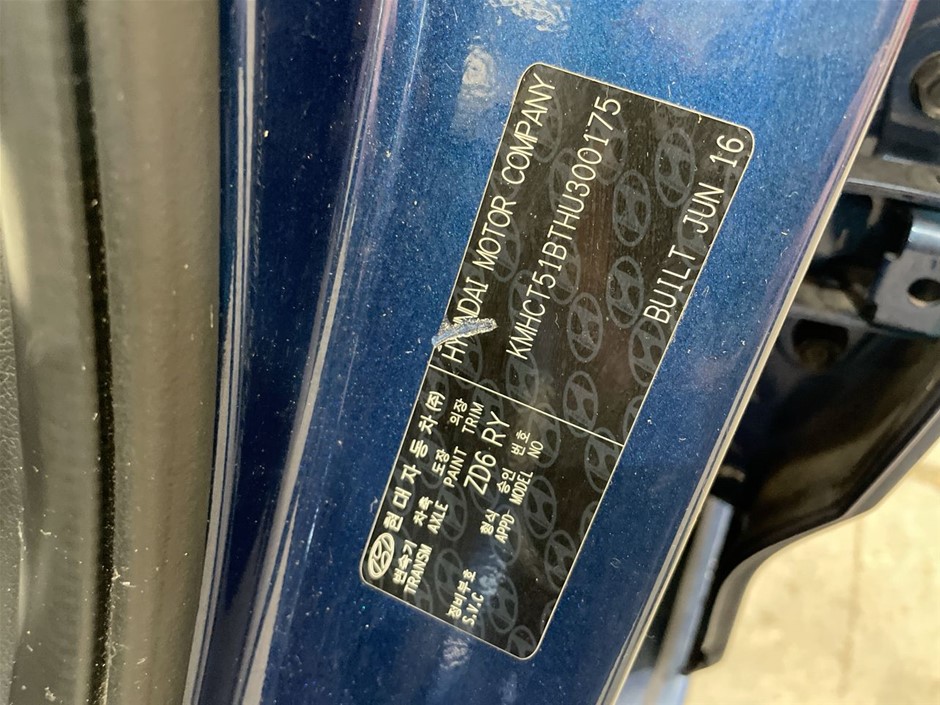 현대자동차(주) HYUNDAI MOTOR COMPANY
변속기 차축 도장 의장
TRANSM AXLE PAINT TRIM
ZD6 RY KMHCT51BTHU300175
형식 승인 번호
APPD- MODEL NO
정비부호
S.V.C
BUILT JUN 16